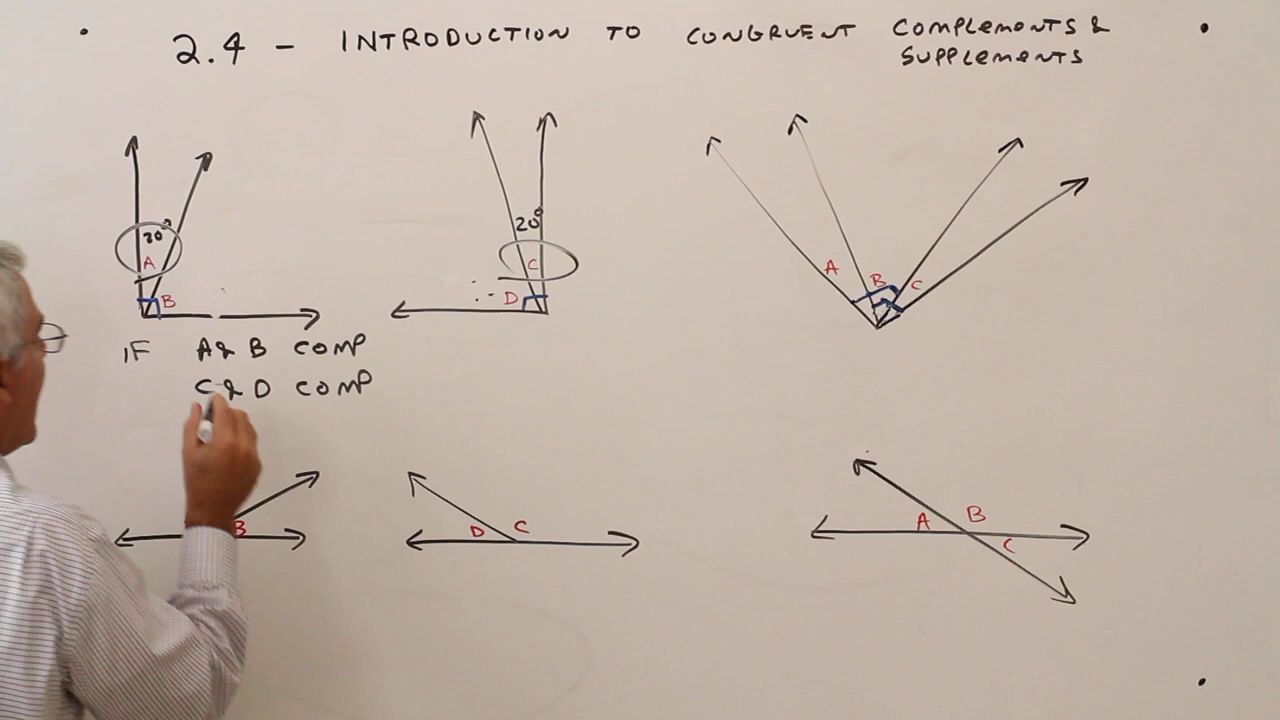 2.4 - INTRODUCTION TO CONGRUENT COMPLEMENTS &
SUPPLEMENTS
20°
A
B
20°
C
D
A
B
C
IF A & B COMP
C & D COMP
B
D
C
A
B
C